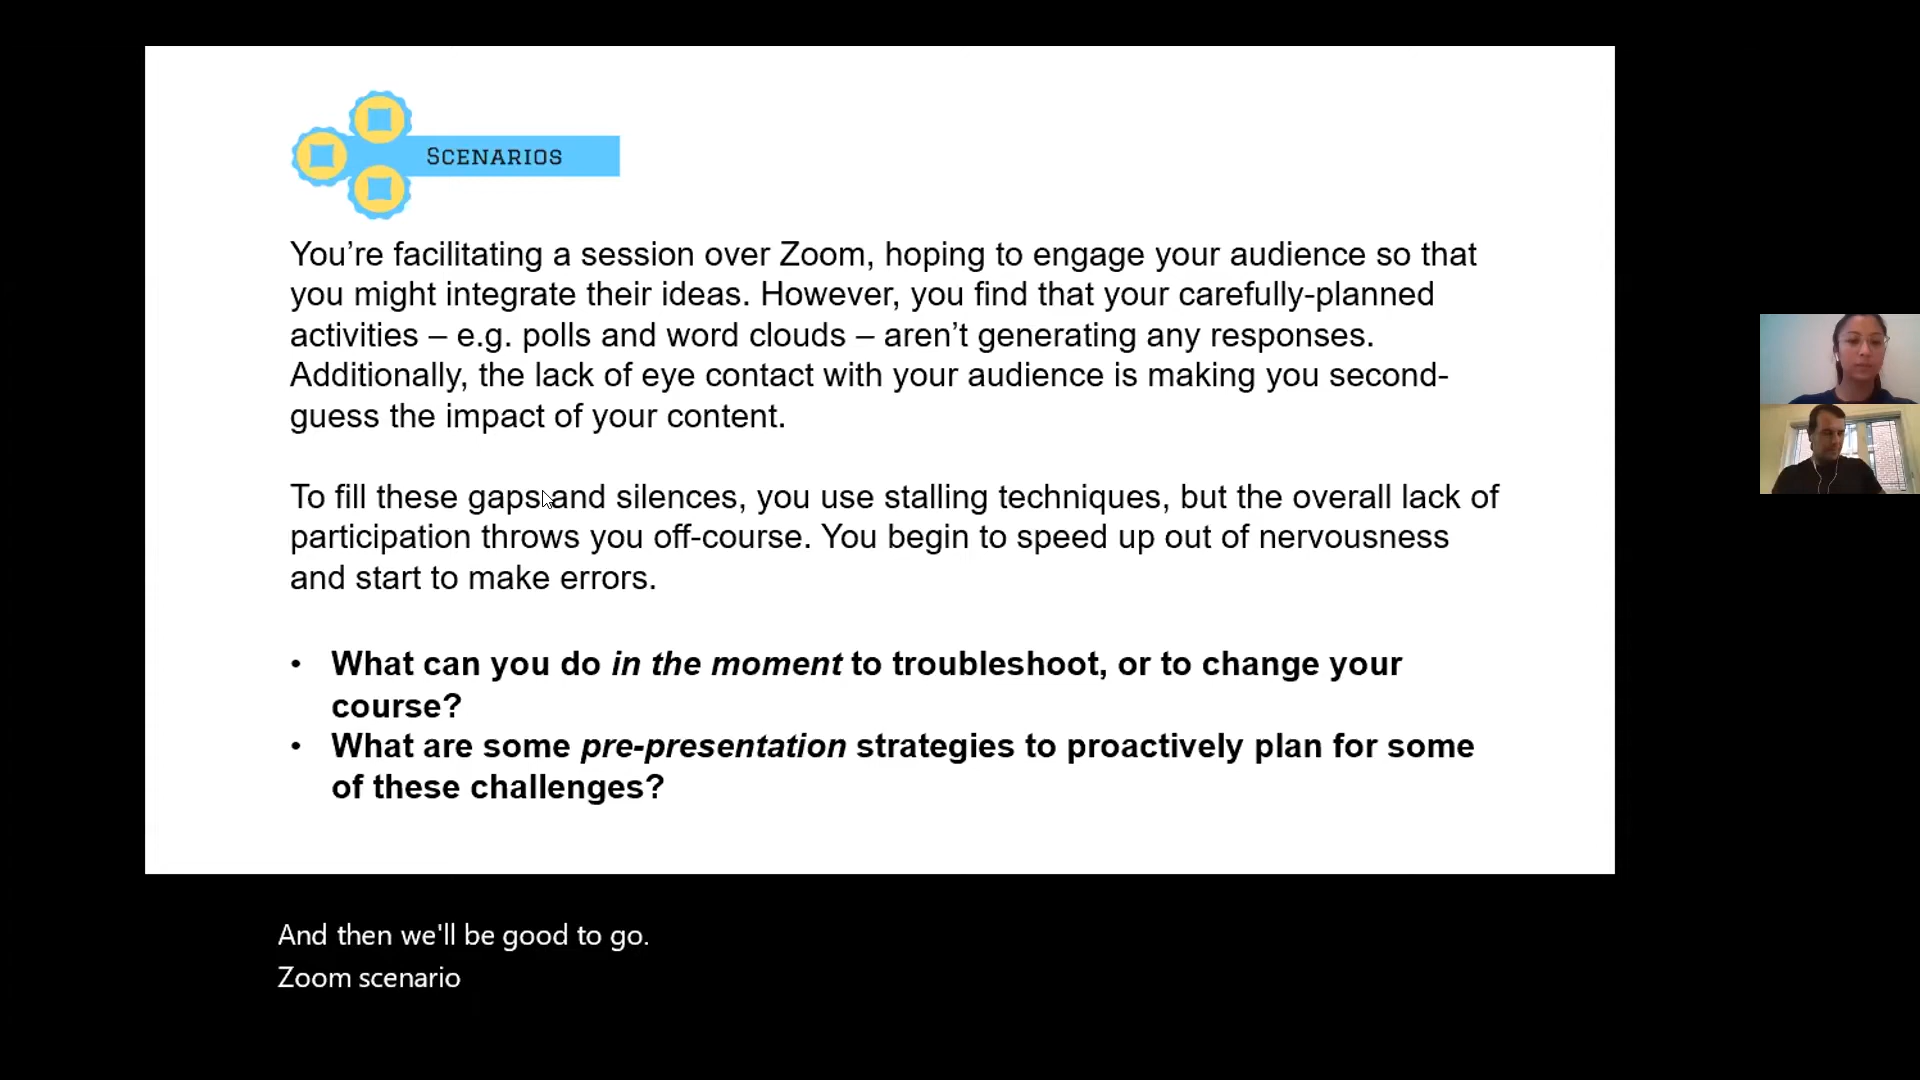 SCENARIOS
You’re facilitating a session over Zoom, hoping to engage your audience so that
you might integrate their ideas. However, you find that your carefully-planned
activities – e.g. polls and word clouds – aren’t generating any responses.
Additionally, the lack of eye contact with your audience is making you second-
guess the impact of your content.
To fill these gaps and silences, you use stalling techniques, but the overall lack of
participation throws you off-course. You begin to speed up out of nervousness
and start to make errors.
• What can you do in the moment to troubleshoot, or to change your
course?
• What are some pre-presentation strategies to proactively plan for some
of these challenges?
And then we'll be good to go.
Zoom scenario